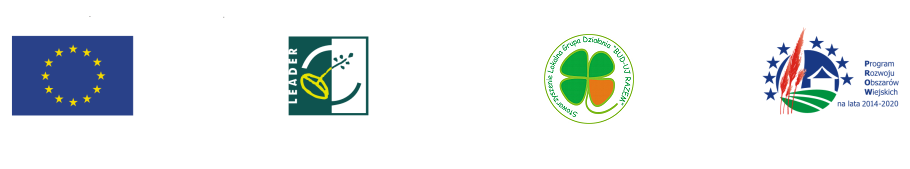 LEADER
Stowarzyszenie Lokalna Grupa Działania "BUD-UJ RAZEM"
Program
Rozwoju
Obszarów
Wiejskich
na lata 2014-2020